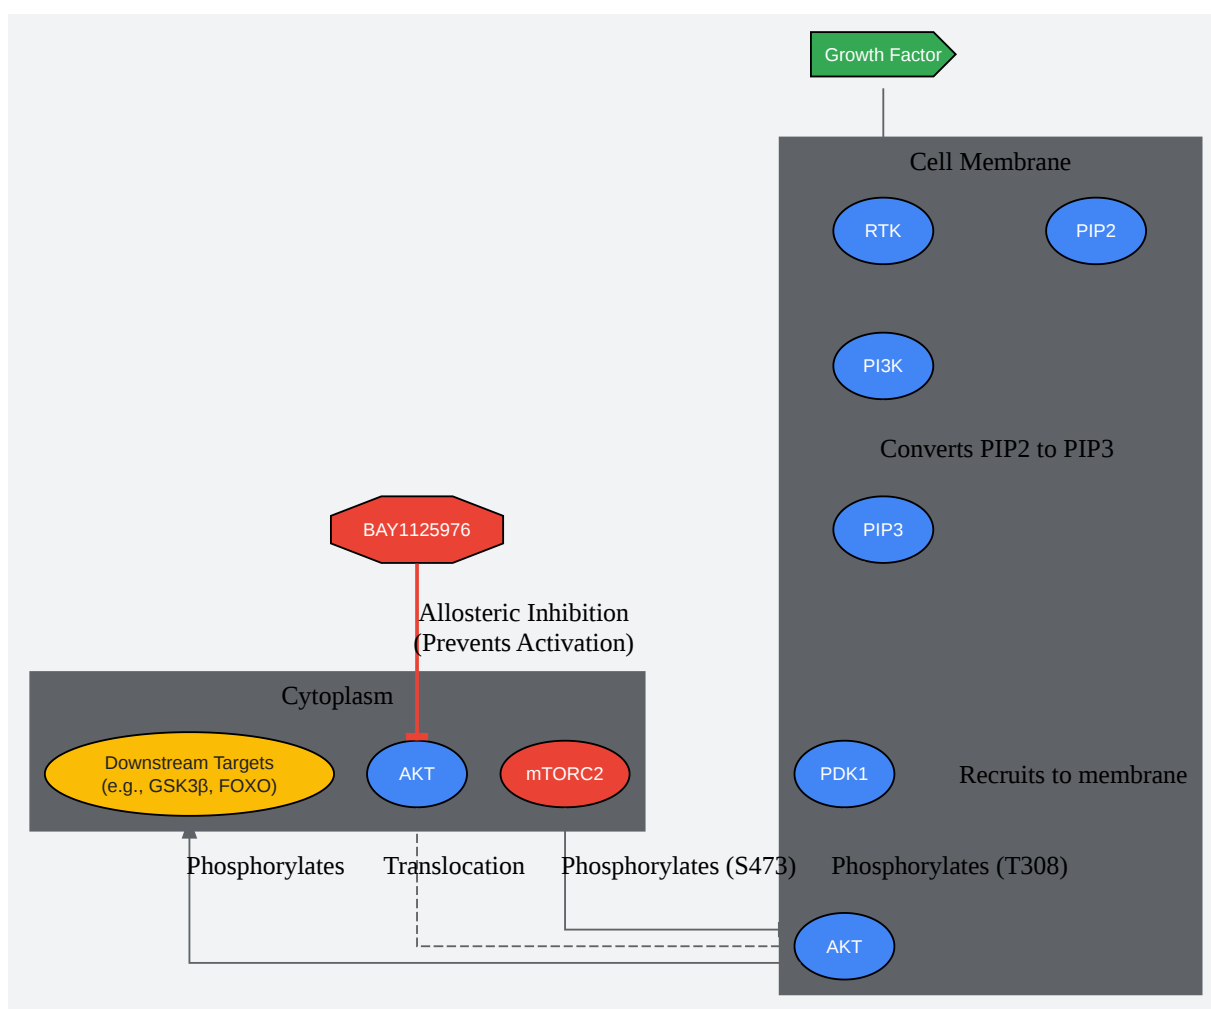 Growth Factor
Cell Membrane
RTK
PIP2
PI3K
Converts PIP2 to PIP3
BAY1125976
PIP3
Allosteric Inhibition
(Prevents Activation)
Cytoplasm
Downstream Targets
(e.g., GSK3β, FOXO)
AKT
mTORC2
PDK1
Recruits to membrane
Phosphorylates
Translocation
Phosphorylates (S473)
Phosphorylates (T308)
AKT